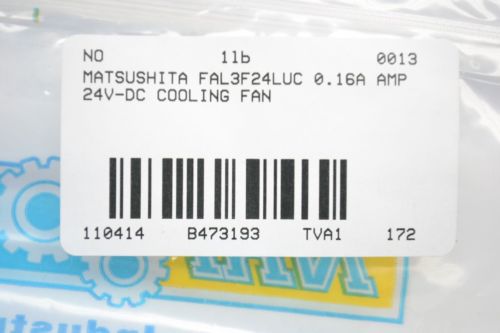 NO 1lb 0013
MATSUSHITA FAL3F24LUC 0.16A AMP
24V-DC COOLING FAN
110414 B473193 TVA1 172